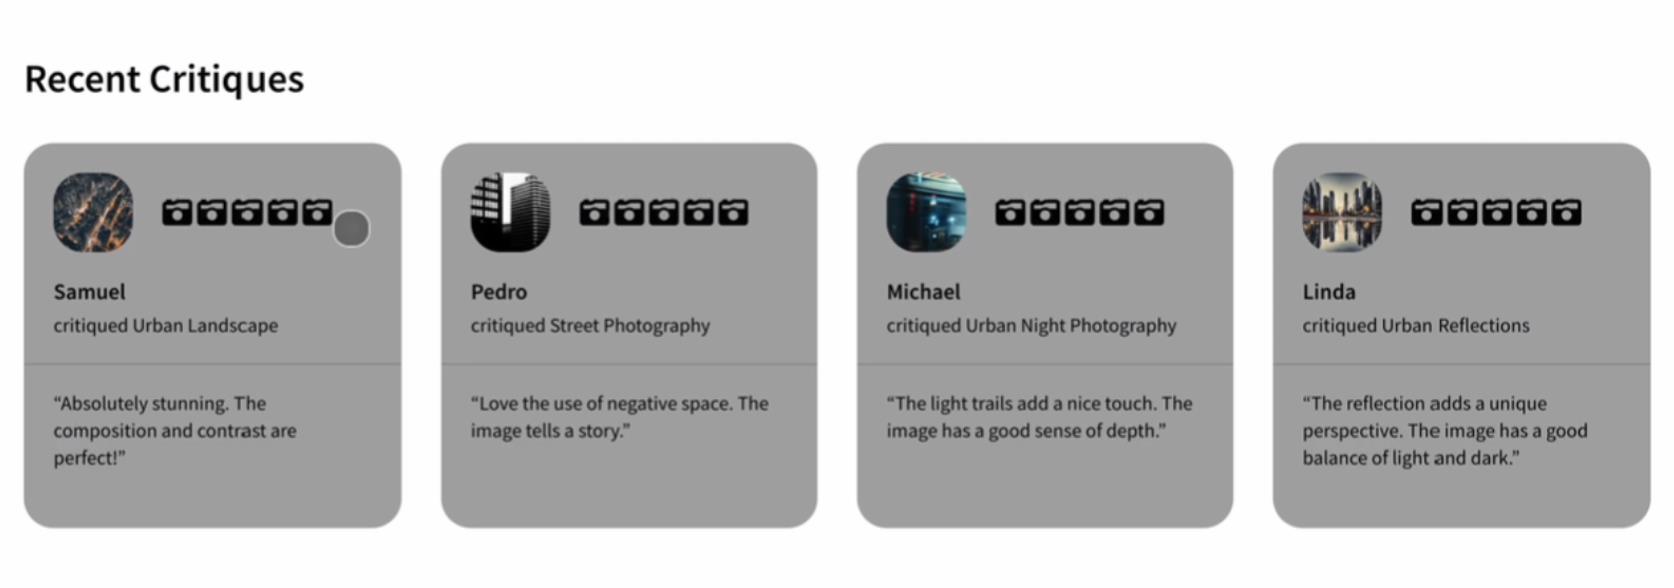 Recent Critiques
Samuel
critiqued Urban Landscape
“Absolutely stunning. The
composition and contrast are
perfect!”
Pedro
critiqued Street Photography
“Love the use of negative space. The
image tells a story.”
Michael
critiqued Urban Night Photography
“The light trails add a nice touch. The
image has a good sense of depth.”
Linda
critiqued Urban Reflections
“The reflection adds a unique
perspective. The image has a good
balance of light and dark.”